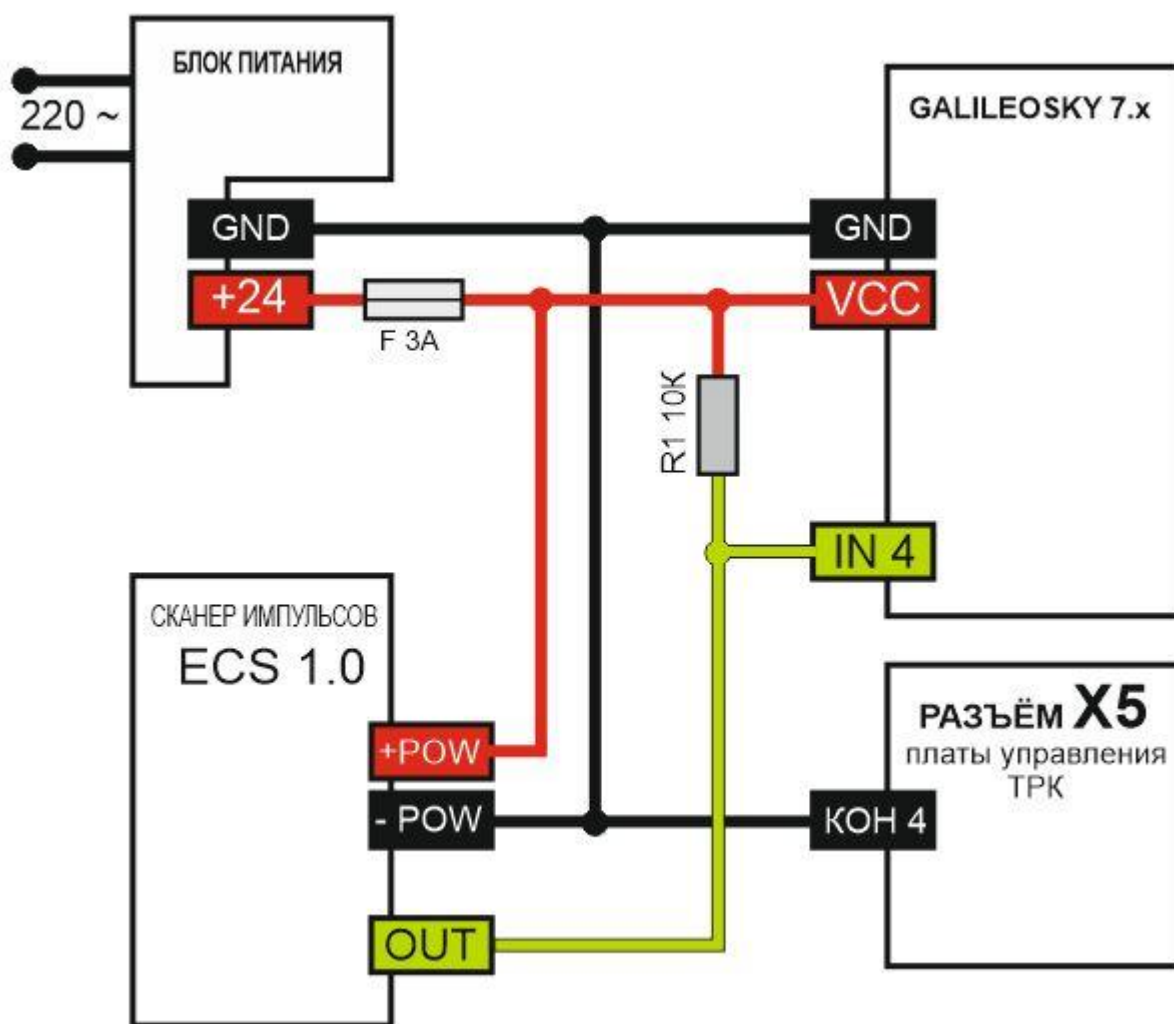 БЛОК ПИТАНИЯ
220 ~
GND
+24
F 3A
GALILEOSKY 7.x
GND
VCC
R1 10K
IN 4
СКАНЕР ИМПУЛЬСОВ
ECS 1.0
+POW
- POW
OUT
РАЗЪЁМ X5
платы управления
ТРК
КОН 4